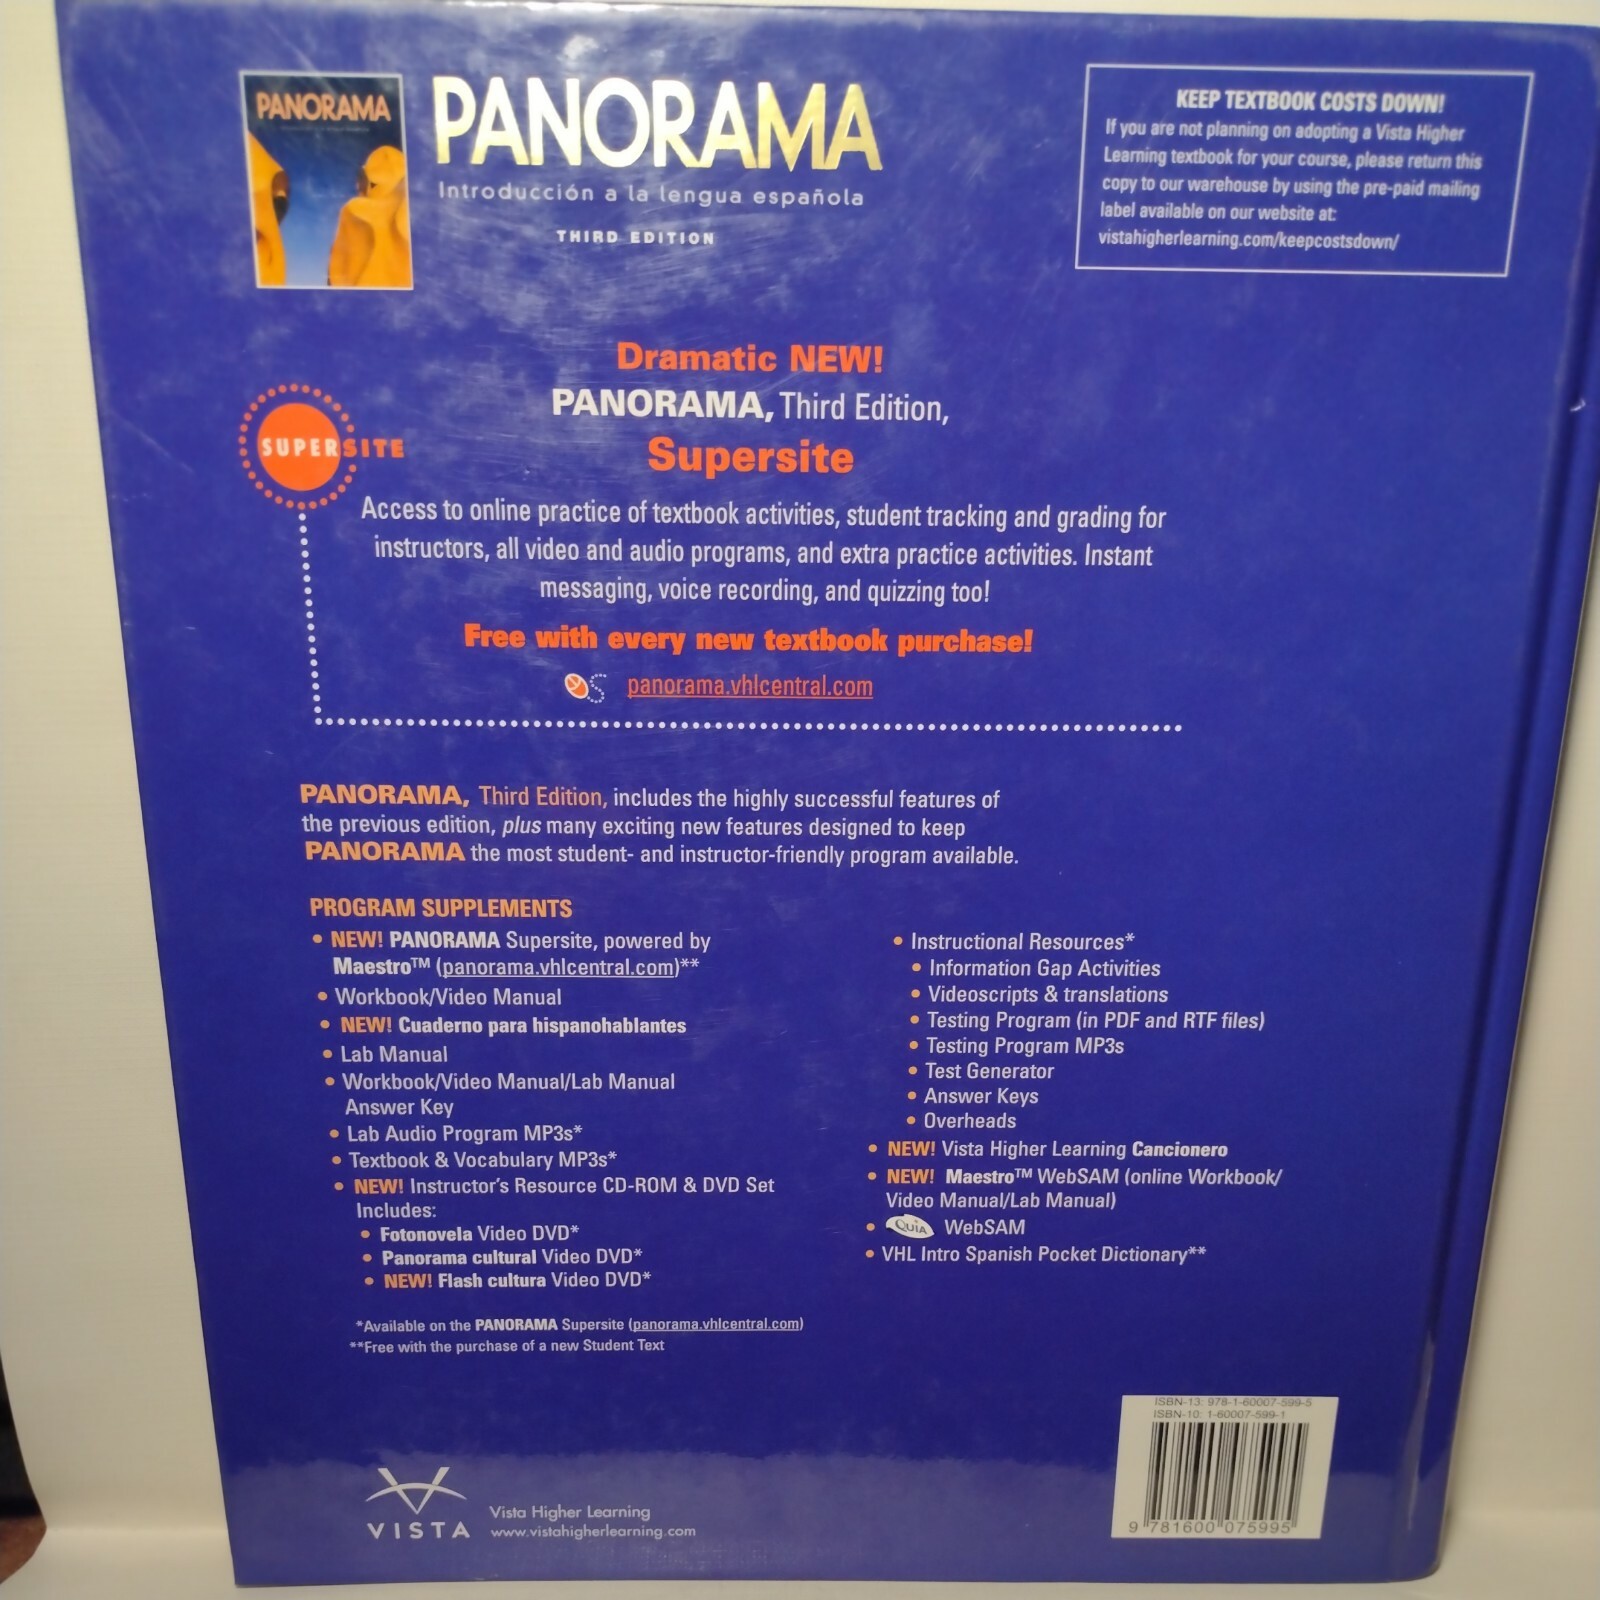 PANORAMA
PANORAMA
Introducción a la lengua española
THIRD EDITION
KEEP TEXTBOOK COSTS DOWN!
If you are not planning on adopting a Vista Higher
Learning textbook for your course, please return this
copy to our warehouse by using the pre-paid mailing
label available on our website at:
vistahigherlearning.com/keepcostsdown/
Dramatic NEW!
PANORAMA, Third Edition,
Supersite
SUPERSITE
Access to online practice of textbook activities, student tracking and grading for
instructors, all video and audio programs, and extra practice activities. Instant
messaging, voice recording, and quizzing too!
Free with every new textbook purchase!
panorama.vhlcentral.com
PANORAMA, Third Edition, includes the highly successful features of
the previous edition, plus many exciting new features designed to keep
PANORAMA the most student- and instructor-friendly program available.
PROGRAM SUPPLEMENTS
• NEW! PANORAMA Supersite, powered by
Maestro™ (panorama.vhlcentral.com)**
• Workbook/Video Manual
• NEW! Cuaderno para hispanohablantes
• Lab Manual
• Workbook/Video Manual/Lab Manual
Answer Key
• Lab Audio Program MP3s*
• Textbook & Vocabulary MP3s*
• NEW! Instructor's Resource CD-ROM & DVD Set
Includes:
• Fotonovela Video DVD*
• Panorama cultural Video DVD*
• NEW! Flash cultura Video DVD*
• Instructional Resources*
• Information Gap Activities
• Videoscripts & translations
• Testing Program (in PDF and RTF files)
• Testing Program MP3s
• Test Generator
• Answer Keys
• Overheads
• NEW! Vista Higher Learning Cancionero
• NEW! Maestro™ WebSAM (online Workbook/
Video Manual/Lab Manual)
• Quia WebSAM
• VHL Intro Spanish Pocket Dictionary**
*Available on the PANORAMA Supersite (panorama.vhlcentral.com)
**Free with the purchase of a new Student Text
VISTA
Vista Higher Learning
www.vistahigherlearning.com
ISBN-13: 978-1-60007-599-5
ISBN-10: 1-60007-599-1
9 781600 075995